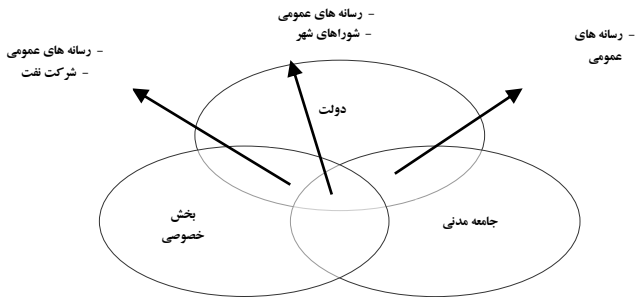 - رسانه های عمومی
- شوراهای شهر
- رسانه های
عمومی
- رسانه های عمومی
- شرکت نفت
دولت
بخش
خصوصی
جامعه مدنی